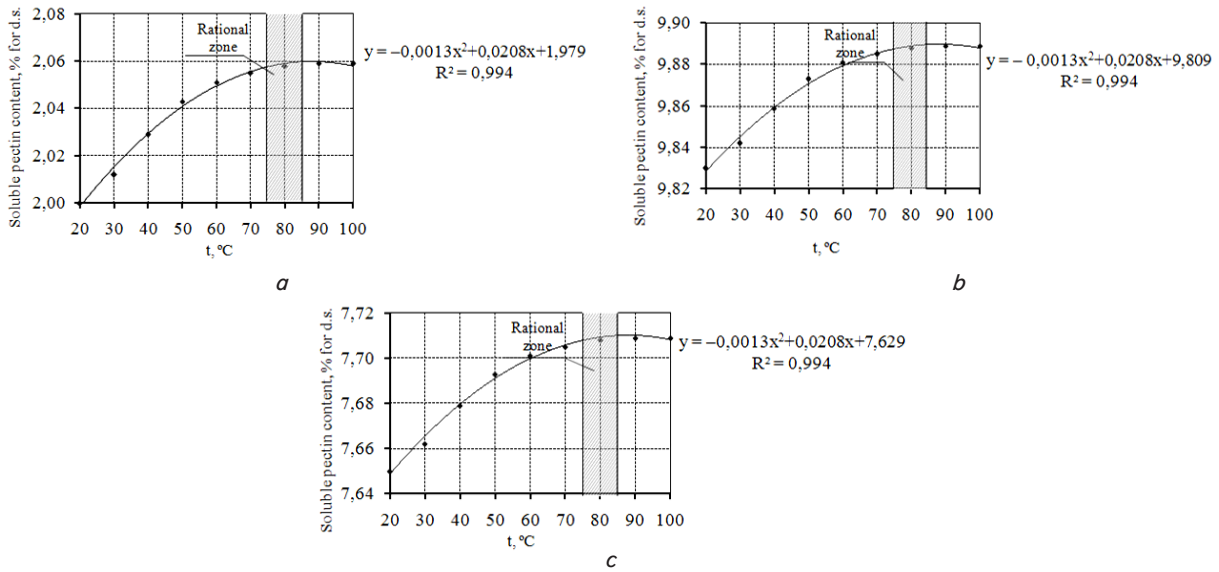 Soluble pectin content, % for d.s.
2,08
2,06
2,04
2,02
2,00
Rational
zone
y = −0,0013x²+0,0208x+1,979
R² = 0,994
20 30 40 50 60 70 80 90 100
t, ºC
a
Soluble pectin content, % for d.s.
9,90
9,88
9,86
9,84
9,82
Rational
zone
y = − 0,0013x²+0,0208x+9,809
R² = 0,994
20 30 40 50 60 70 80 90 100
t, ºC
b
Soluble pectin content, % for d.s.
7,72
7,70
7,68
7,66
7,64
Rational
zone
y = −0,0013x²+0,0208x+7,629
R² = 0,994
20 30 40 50 60 70 80 90 100
t, ºC
c